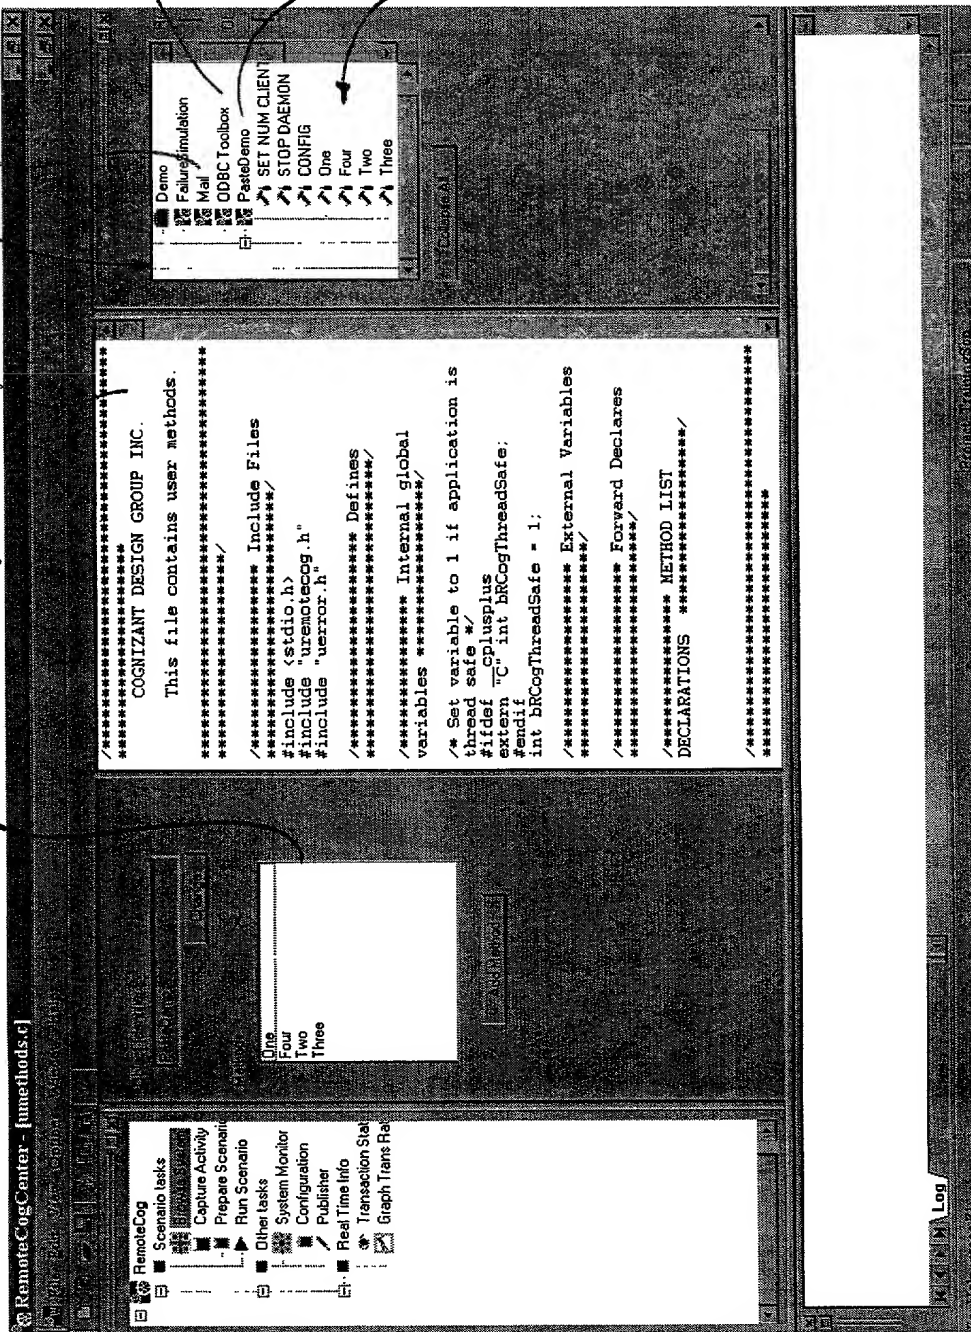 RemoteCogCenter - [umethods.c]
RemoteCog
Scenario tasks
Capture Activity
Prepare Scenario
Run Scenario
Other tasks
System Monitor
Configuration
Publisher
Real Time Info
Transaction Stat
Graph Trans Rat
One
Four
Two
Three
Add Method
/****************************************************
**********************
COGNIZANT DESIGN GROUP INC.
This file contains user methods.
****************************************************
**********************/
/******************** Include Files
**************************/
#include <stdio.h>
#include "uremotecog.h"
#include "uerror.h"
/******************** Defines
**************************/
/******************** Internal global
variables ********************/
/* Set variable to 1 if application is
thread safe */
#ifdef __cplusplus
extern "C" int bRCogThreadSafe;
#endif
int bRCogThreadSafe = 1;
/******************** External Variables
**********************/
/******************** Forward Declares
**************************/
/******************** METHOD LIST
DECLARATIONS **********************/
/****************************************************
**************************
Demo
FailureSimulation
Mail
ODBC Toolbox
PasteDemo
SET NUM CLIENT
STOP DAEMON
CONFIG
One
Four
Two
Three
Log